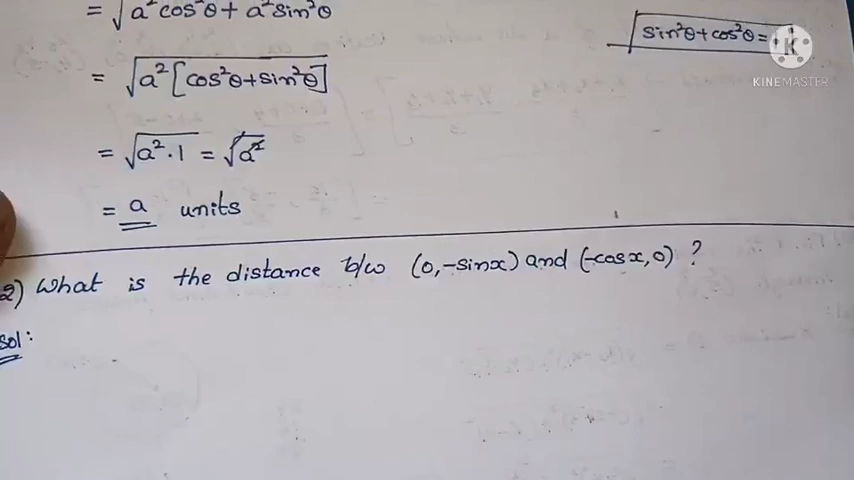 = √a²cos²θ + a²sin²θ
sin²θ+cos²θ=
= √a²[cos²θ+sin²θ]
KINEMASTER
= √a²·1 = √a²
= a units
2) What is the distance b/w (0,-sinx) and (-cosx,0) ?
Sol: